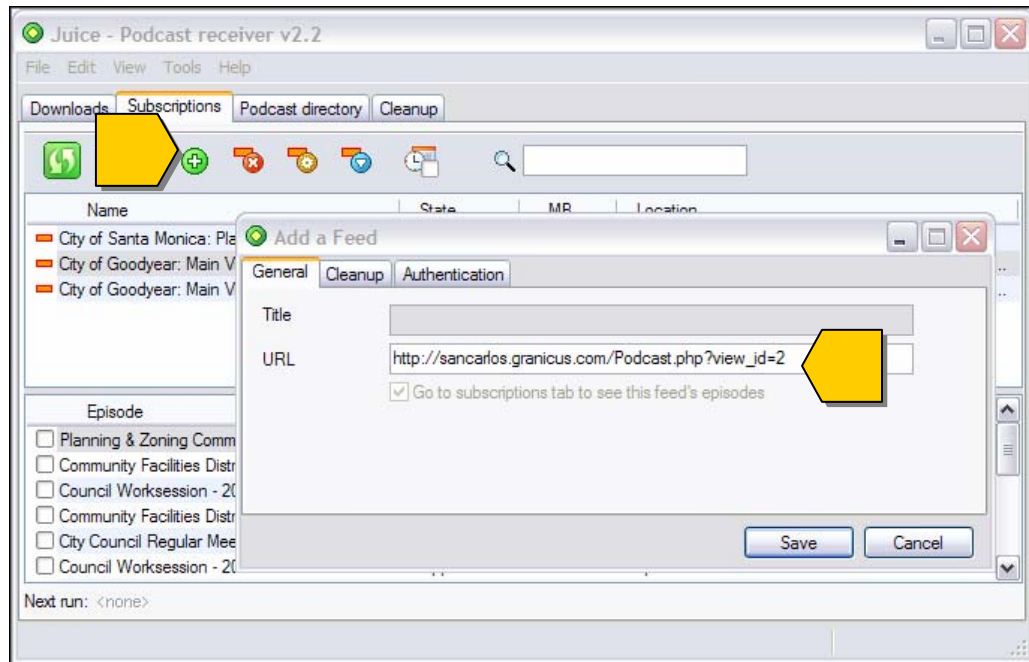 Juice - Podcast receiver v2.2
File Edit View Tools Help
Downloads Subscriptions Podcast directory Cleanup
Name State MB Location
City of Santa Monica: Pla
City of Goodyear: Main V
City of Goodyear: Main V
Add a Feed
General Cleanup Authentication
Title
URL http://sancarlos.granicus.com/Podcast.php?view_id=2
Go to subscriptions tab to see this feed's episodes
Episode
Planning & Zoning Comm
Community Facilities Distr
Council Worksession - 20
Community Facilities Distr
City Council Regular Mee
Council Worksession - 20
Save Cancel
Next run: <none>